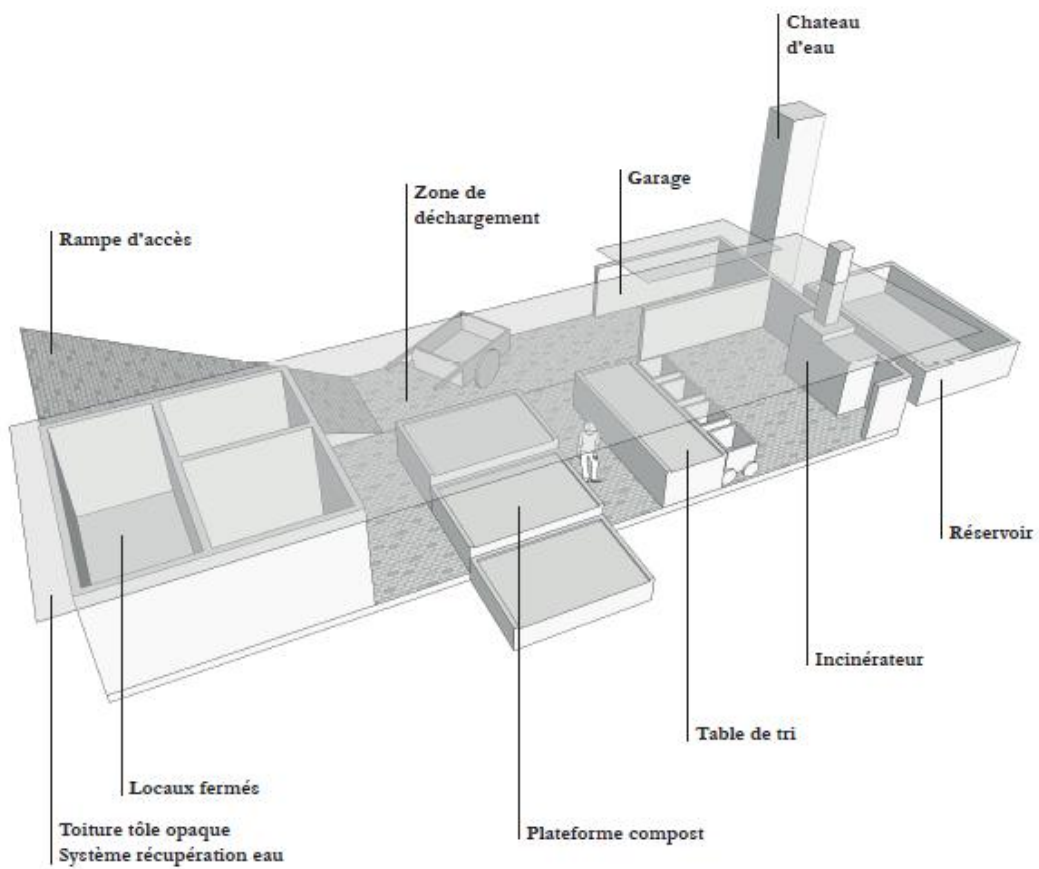 Chateau
d'eau
Garage
Zone de
déchargement
Rampe d'accès
Réservoir
Incinérateur
Table de tri
Plateforme compost
Locaux fermés
Toiture tôle opaque
Système récupération eau